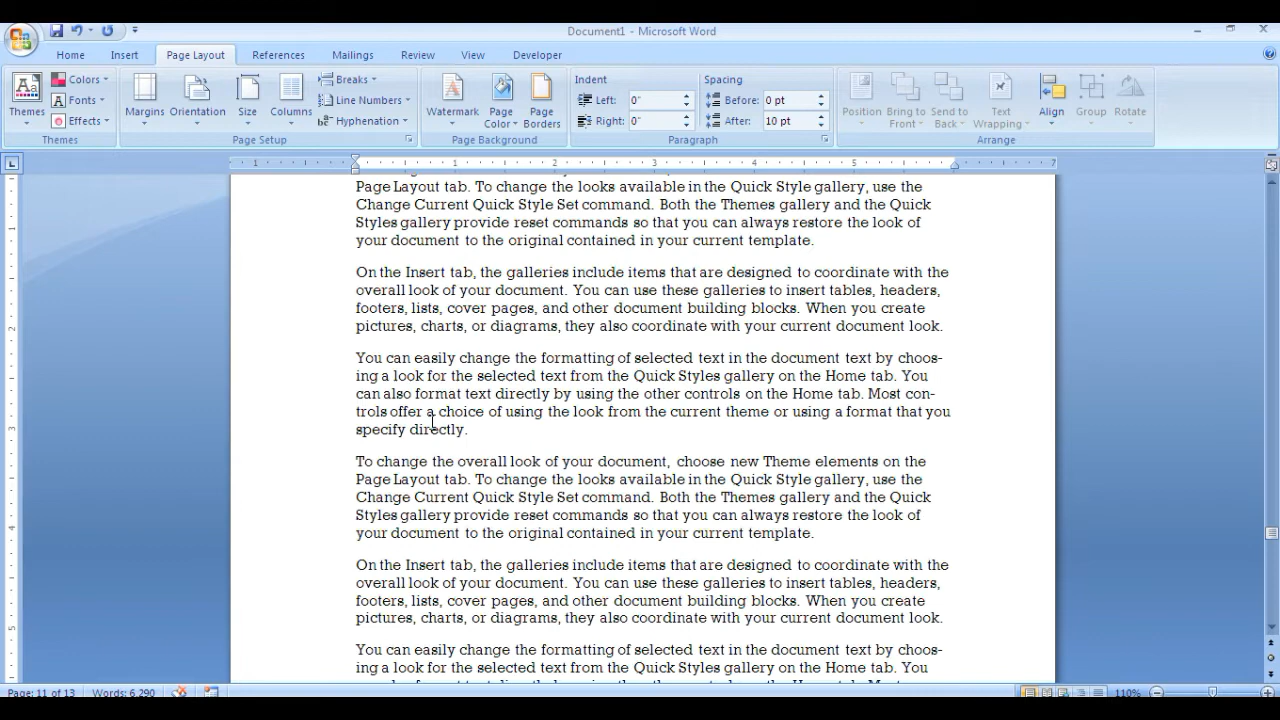 Document1 - Microsoft Word
Home Insert Page Layout References Mailings Review View Developer
Themes Colors Fonts Effects Margins Orientation Size Columns Breaks Line Numbers Hyphenation Watermark Page Color Page Borders Indent Left: 0" Right: 0" Spacing Before: 0 pt After: 10 pt Position Bring to Front Send to Back Text Wrapping Align Group Rotate
Themes Page Setup Page Background Paragraph Arrange
1 1 2 3 4 5 7
Page Layout tab. To change the looks available in the Quick Style gallery, use the
Change Current Quick Style Set command. Both the Themes gallery and the Quick
Styles gallery provide reset commands so that you can always restore the look of
your document to the original contained in your current template.
On the Insert tab, the galleries include items that are designed to coordinate with the
overall look of your document. You can use these galleries to insert tables, headers,
footers, lists, cover pages, and other document building blocks. When you create
pictures, charts, or diagrams, they also coordinate with your current document look.
You can easily change the formatting of selected text in the document text by choos-
ing a look for the selected text from the Quick Styles gallery on the Home tab. You
can also format text directly by using the other controls on the Home tab. Most con-
trols offer a choice of using the look from the current theme or using a format that you
specify directly.
To change the overall look of your document, choose new Theme elements on the
Page Layout tab. To change the looks available in the Quick Style gallery, use the
Change Current Quick Style Set command. Both the Themes gallery and the Quick
Styles gallery provide reset commands so that you can always restore the look of
your document to the original contained in your current template.
On the Insert tab, the galleries include items that are designed to coordinate with the
overall look of your document. You can use these galleries to insert tables, headers,
footers, lists, cover pages, and other document building blocks. When you create
pictures, charts, or diagrams, they also coordinate with your current document look.
You can easily change the formatting of selected text in the document text by choos-
ing a look for the selected text from the Quick Styles gallery on the Home tab. You
Page: 11 of 13 Words: 6,290 110%